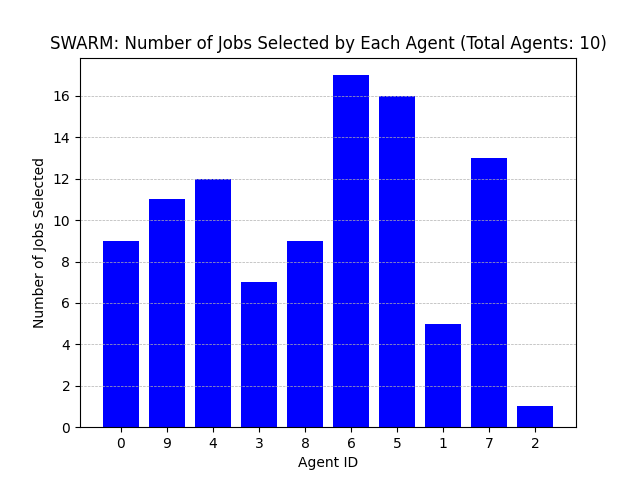 SWARM: Number of Jobs Selected by Each Agent (Total Agents: 10)
Number of Jobs Selected
16
14
12
10
8
6
4
2
0
0 9 4 3 8 6 5 1 7 2
Agent ID